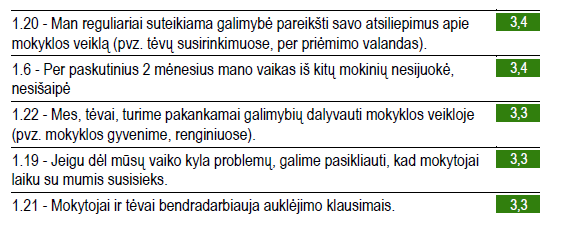 1.20 - Man reguliariai suteikiama galimybė pareikšti savo atsiliepimus apie 3,4
mokyklos veiklą (pvz. tėvų susirinkimuose, per priėmimo valandas).
1.6 - Per paskutinius 2 mėnesius mano vaikas iš kitų mokinių nesijuokė, 3,4
nesišaipė
1.22 - Mes, tėvai, turime pakankamai galimybių dalyvauti mokyklos veikloje 3,3
(pvz. mokyklos gyvenime, renginiuose).
1.19 - Jeigu dėl mūsų vaiko kyla problemų, galime pasikliauti, kad mokytojai 3,3
laiku su mumis susisieks.
1.21 - Mokytojai ir tėvai bendradarbiauja auklėjimo klausimais. 3,3